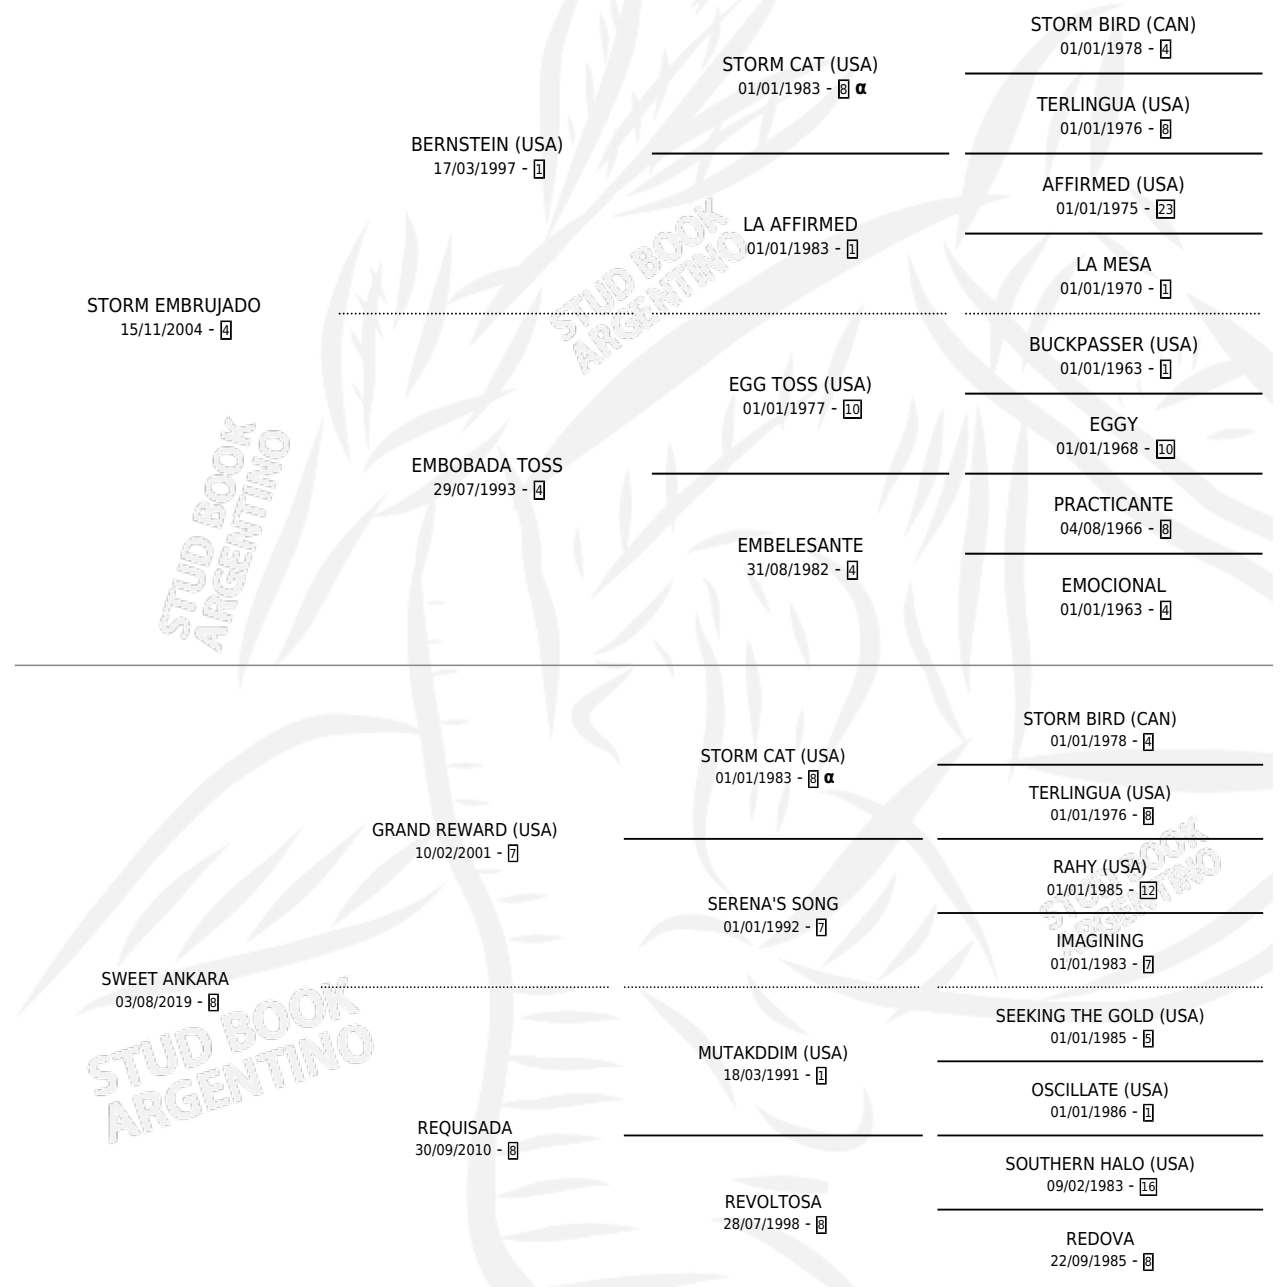 STORM BIRD (CAN)
01/01/1978 - 4
STORM CAT (USA)
01/01/1983 - 8 α
TERLINGUA (USA)
01/01/1976 - 8
BERNSTEIN (USA)
17/03/1997 - 1
AFFIRMED (USA)
01/01/1975 - 23
LA AFFIRMED
01/01/1983 - 1
LA MESA
01/01/1970 - 1
STORM EMBRUJADO
15/11/2004 - 4
BUCKPASSER (USA)
01/01/1963 - 1
EGG TOSS (USA)
01/01/1977 - 10
EGGY
01/01/1968 - 10
EMBOBADA TOSS
29/07/1993 - 4
PRACTICANTE
04/08/1966 - 8
EMBELESANTE
31/08/1982 - 4
EMOCIONAL
01/01/1963 - 4
STUD BOOK
ARGENTINO
STUD BOOK
ARGENTINO
STORM BIRD (CAN)
01/01/1978 - 4
STORM CAT (USA)
01/01/1983 - 8 α
TERLINGUA (USA)
01/01/1976 - 8
GRAND REWARD (USA)
10/02/2001 - 7
RAHY (USA)
01/01/1985 - 12
SERENA'S SONG
01/01/1992 - 7
IMAGINING
01/01/1983 - 7
SWEET ANKARA
03/08/2019 - 8
SEEKING THE GOLD (USA)
01/01/1985 - 5
MUTAKDDIM (USA)
18/03/1991 - 1
OSCILLATE (USA)
01/01/1986 - 1
REQUISADA
30/09/2010 - 8
SOUTHERN HALO (USA)
09/02/1983 - 16
REVOLTOSA
28/07/1998 - 8
REDOVA
22/09/1985 - 8
STUD BOOK
ARGENTINO
STUD BOOK
ARGENTINO